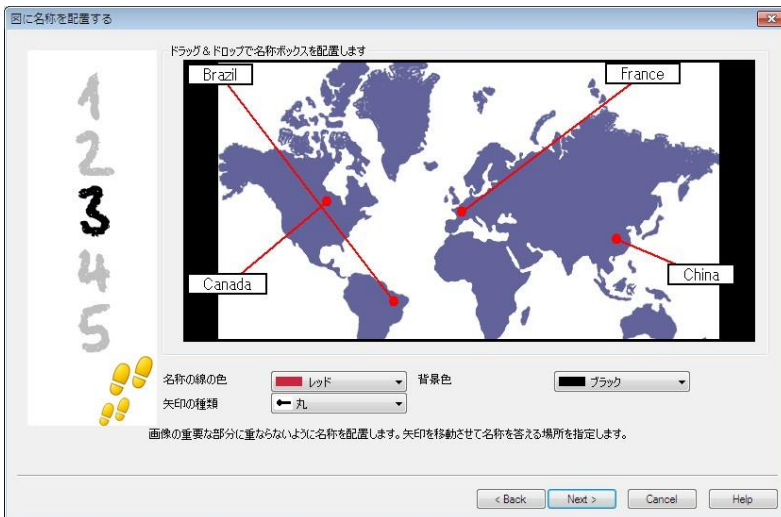 図に名称を配置する
ドラッグ＆ドロップで名称ボックスを配置します
1
2
3
4
5
Brazil
France
Canada
China
名称の線の色
レッド
背景色
ブラック
矢印の種類
丸
画像の重要な部分に重ならないように名称を配置します。矢印を移動させて名称を答える場所を指定します。
< Back
Next >
Cancel
Help